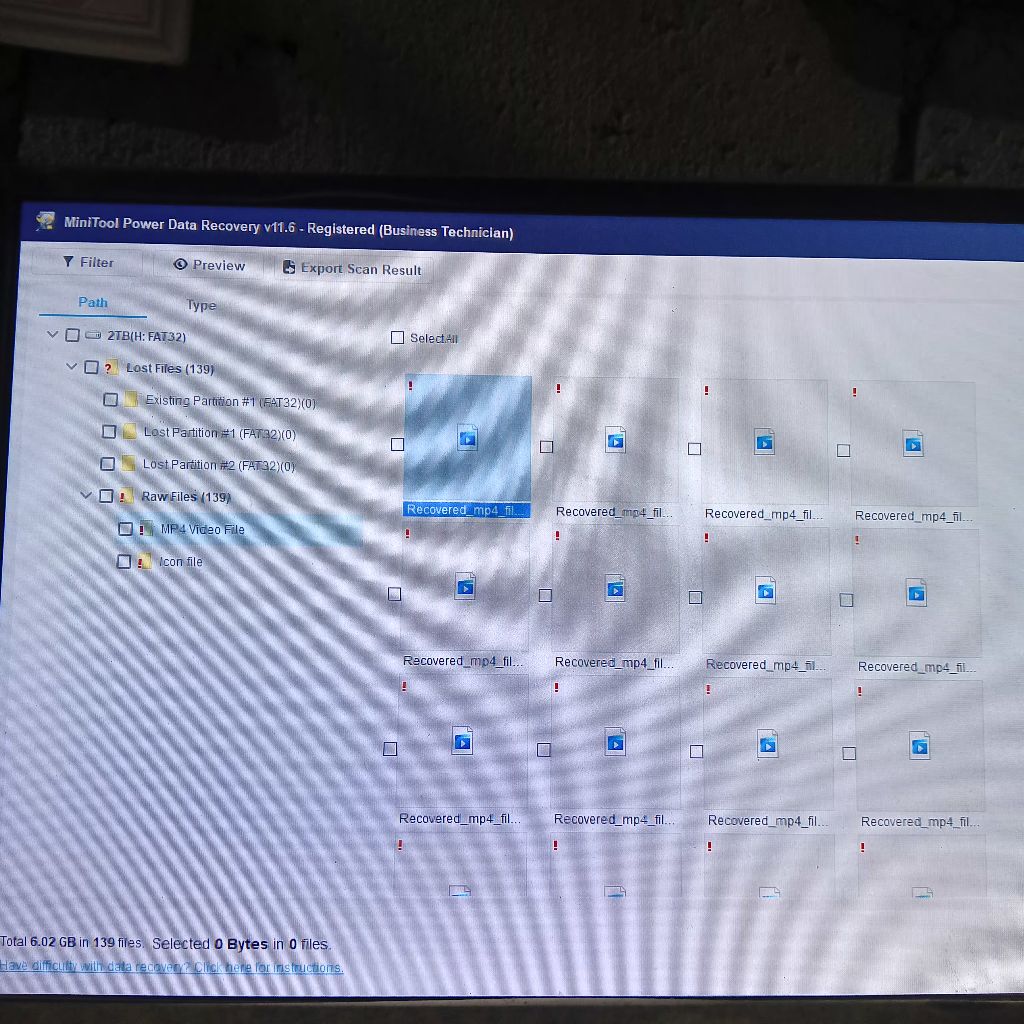 MiniTool Power Data Recovery v11.6 - Registered (Business Technician)
Filter
Preview
Export Scan Result
Path
Type
2TB(H: FAT32)
Select All
Lost Files (139)
Existing Partition #1 (FAT32)(0)
Lost Partition #1 (FAT32)(0)
Lost Partition #2 (FAT32)(0)
Raw Files (139)
MP4 Video File
Icon file
Recovered_mp4_fil...
Recovered_mp4_fil...
Recovered_mp4_fil...
Recovered_mp4_fil...
Recovered_mp4_fil...
Recovered_mp4_fil...
Recovered_mp4_fil...
Recovered_mp4_fil...
Recovered_mp4_fil...
Recovered_mp4_fil...
Recovered_mp4_fil...
Recovered_mp4_fil...
Total 6.02 GB in 139 files. Selected 0 Bytes in 0 files.
Have difficulty with data recovery? Click here for instructions.